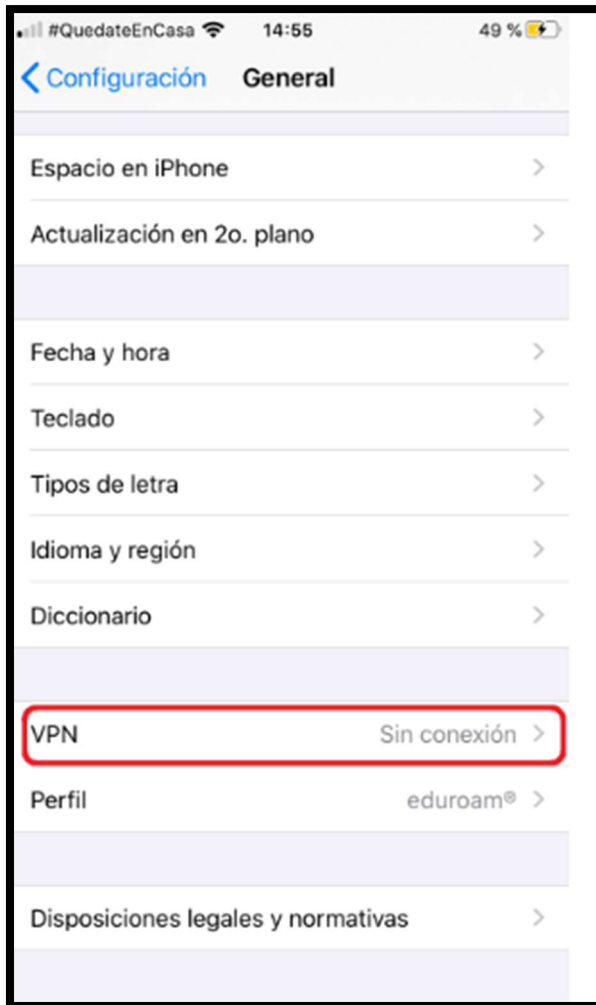 #QuedateEnCasa 14:55 49 %
Configuración General
Espacio en iPhone
Actualización en 2o. plano
Fecha y hora
Teclado
Tipos de letra
Idioma y región
Diccionario
VPN Sin conexión
Perfil eduroam®
Disposiciones legales y normativas